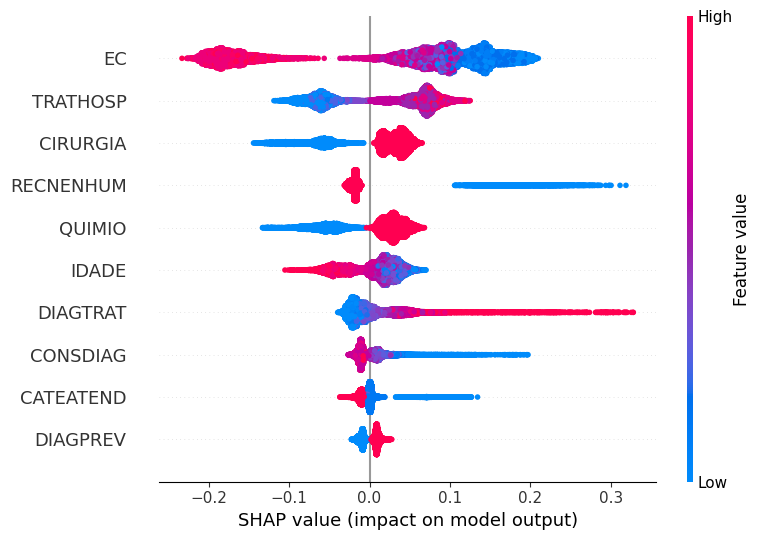 High
EC
TRATHOSP
CIRURGIA
RECNENHUM
QUIMIO
IDADE
DIAGTRAT
CONSDIAG
CATEATEND
DIAGPREV
Feature value
Low
−0.2 −0.1 0.0 0.1 0.2 0.3
SHAP value (impact on model output)